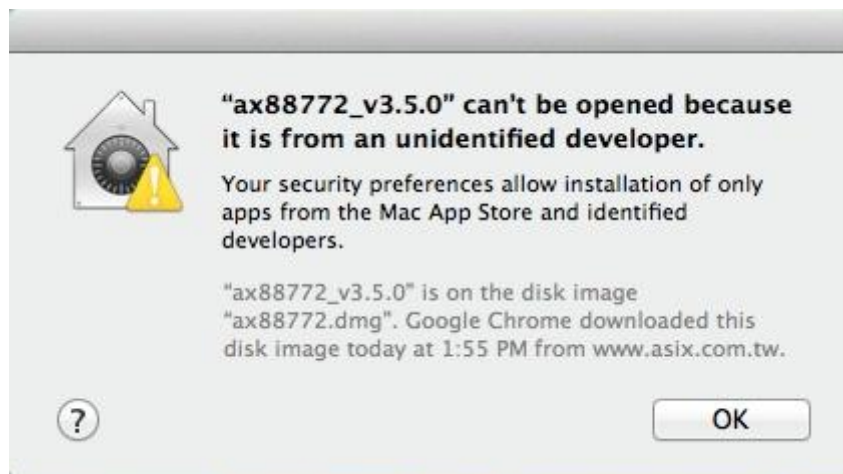 “ax88772_v3.5.0” can't be opened because
it is from an unidentified developer.
Your security preferences allow installation of only
apps from the Mac App Store and identified
developers.
“ax88772_v3.5.0” is on the disk image
“ax88772.dmg”. Google Chrome downloaded this
disk image today at 1:55 PM from www.asix.com.tw.
?
OK